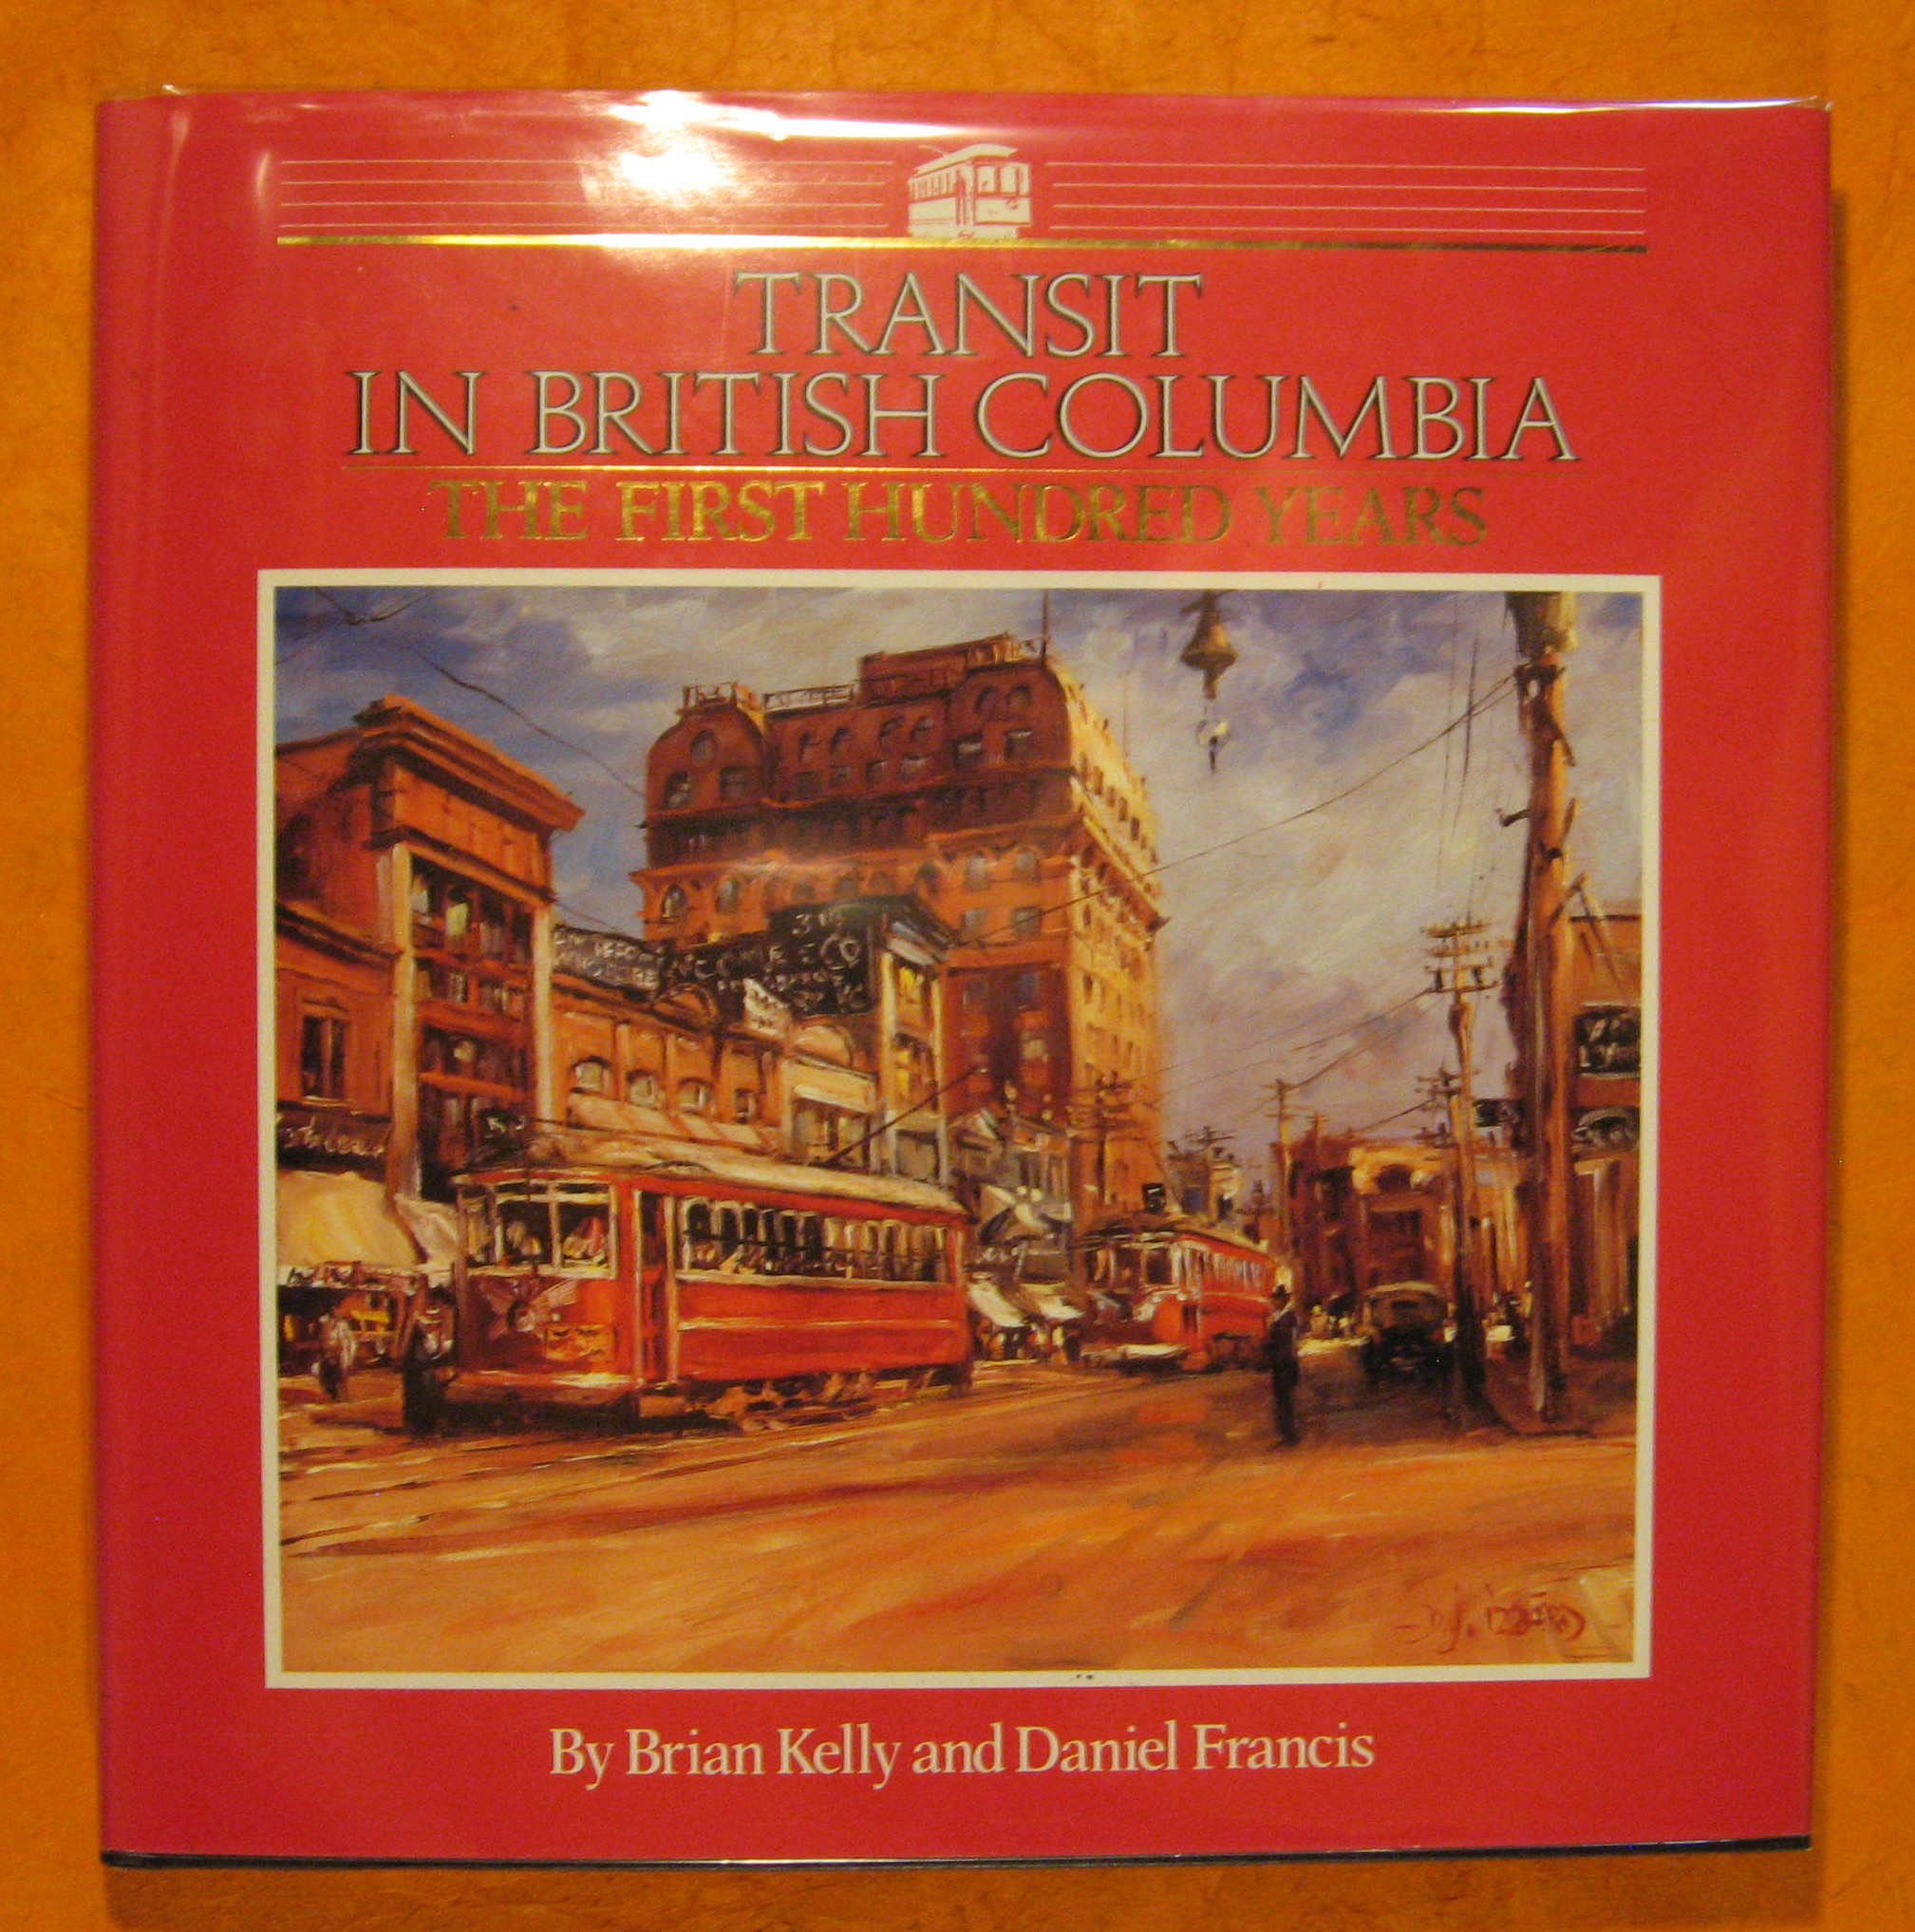 TRANSIT
IN BRITISH COLUMBIA
THE FIRST HUNDRED YEARS
By Brian Kelly and Daniel Francis